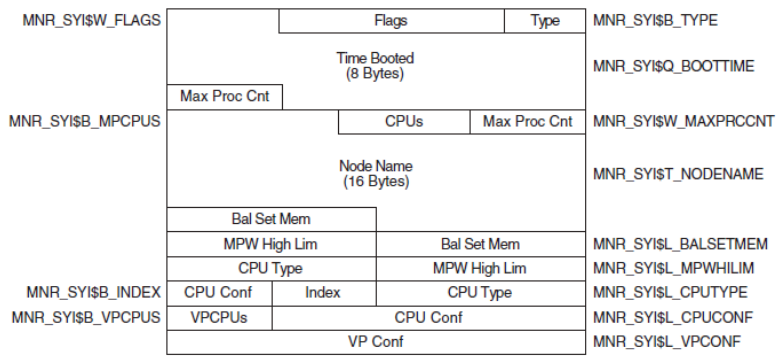 MNR_SYI$W_FLAGS Flags Type MNR_SYI$B_TYPE
Time Booted
(8 Bytes)
MNR_SYI$Q_BOOTTIME
Max Proc Cnt
MNR_SYI$B_MPCPUS CPUs Max Proc Cnt MNR_SYI$W_MAXPRCCNT
Node Name
(16 Bytes)
MNR_SYI$T_NODENAME
Bal Set Mem
MPW High Lim Bal Set Mem MNR_SYI$L_BALSETMEM
CPU Type MPW High Lim MNR_SYI$L_MPWHILIM
MNR_SYI$B_INDEX CPU Conf Index CPU Type MNR_SYI$L_CPUTYPE
MNR_SYI$B_VPCPUS VPCPUs CPU Conf MNR_SYI$L_CPUCONF
VP Conf MNR_SYI$L_VPCONF